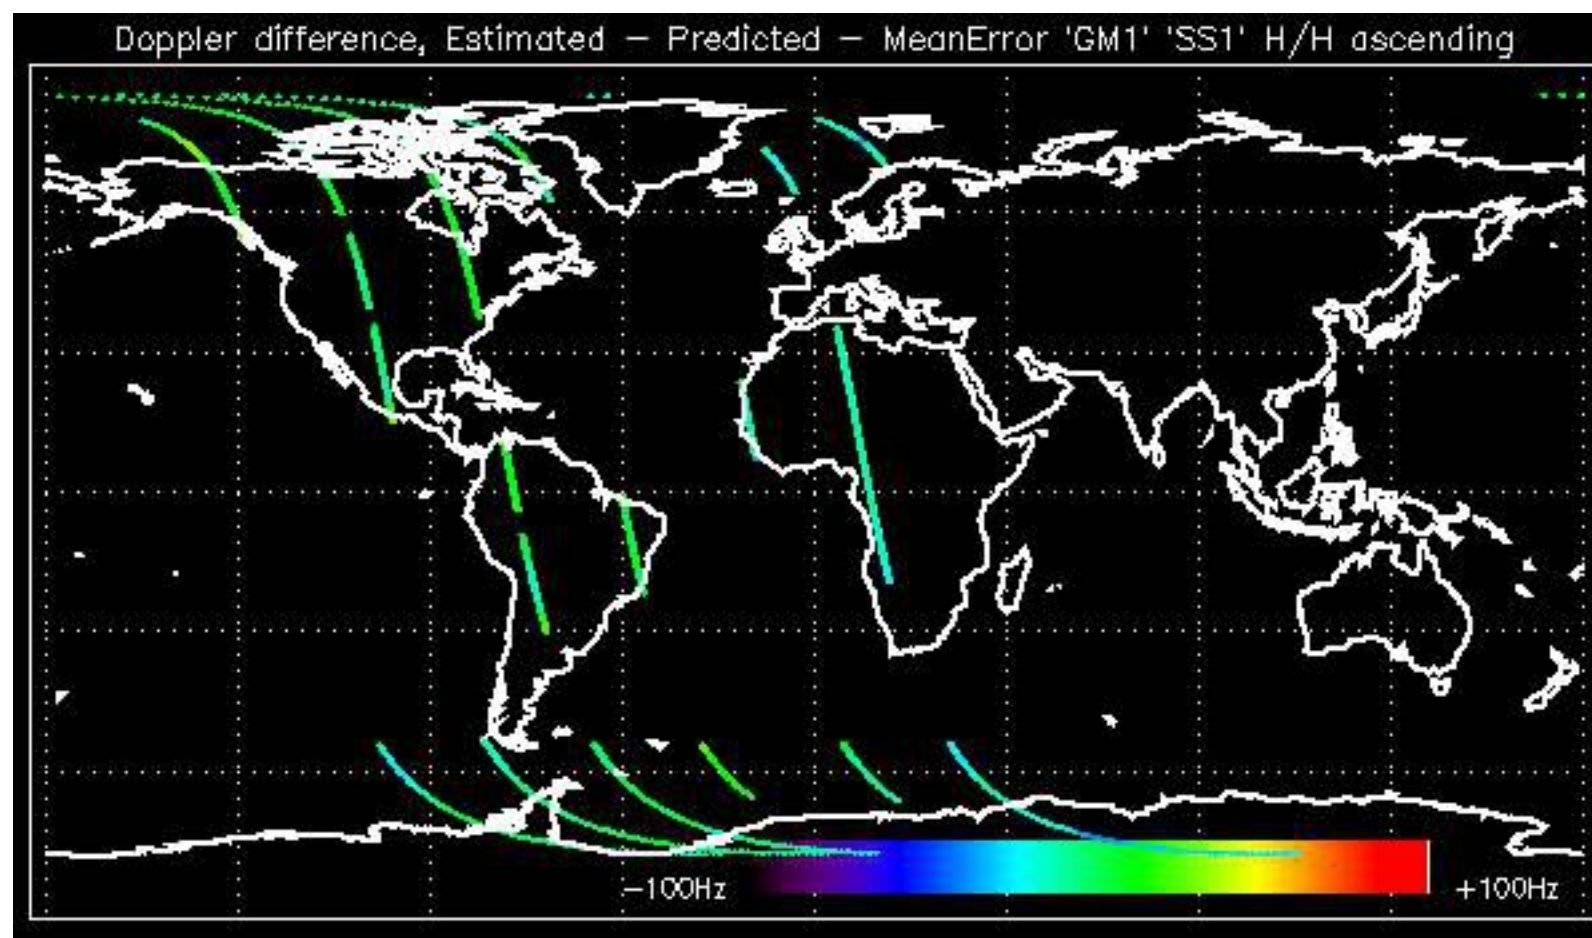 Doppler difference, Estimated – Predicted – MeanError 'GM1' 'SS1' H/H ascending
–100Hz +100Hz